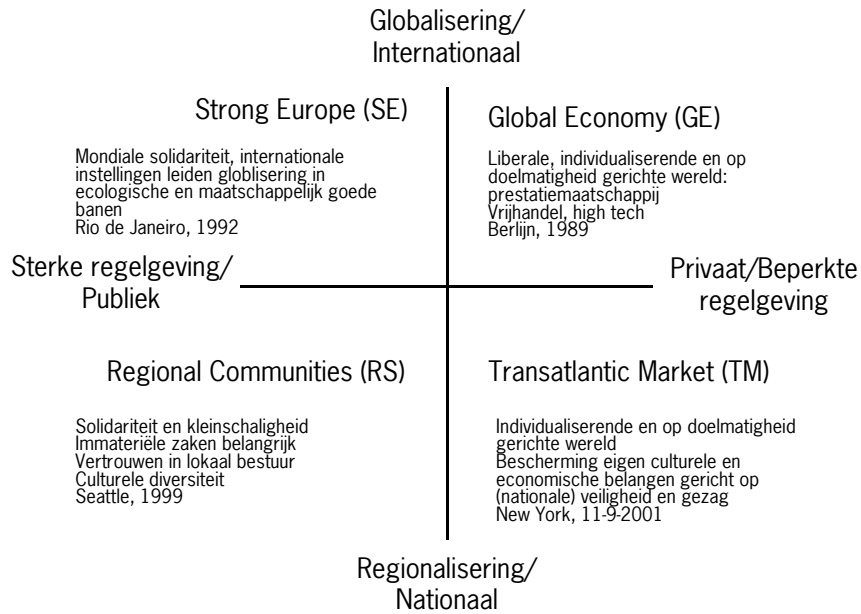 Globalisering/
Internationaal
Strong Europe (SE)
Mondiale solidariteit, internationale
instellingen leiden globlisering in
ecologische en maatschappelijk goede
banen
Rio de Janeiro, 1992
Global Economy (GE)
Liberale, individualiserende en op
doelmatigheid gerichte wereld:
prestatiemaatschappij
Vrijhandel, high tech
Berlijn, 1989
Sterke regelgeving/
Publiek
Privaat/Beperkte
regelgeving
Regional Communities (RS)
Solidariteit en kleinschaligheid
Immateriële zaken belangrijk
Vertrouwen in lokaal bestuur
Culturele diversiteit
Seattle, 1999
Transatlantic Market (TM)
Individualiserende en op doelmatigheid
gerichte wereld
Bescherming eigen culturele en
economische belangen gericht op
(nationale) veiligheid en gezag
New York, 11-9-2001
Regionalisering/
Nationaal